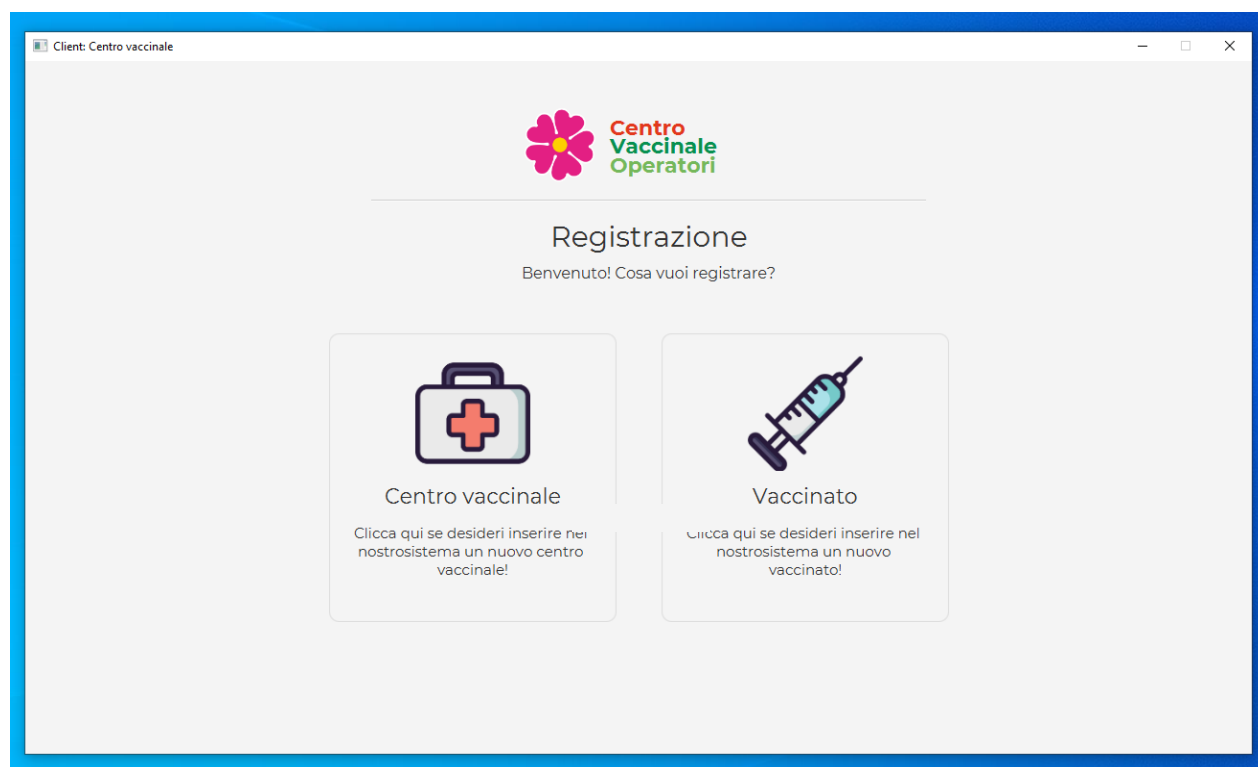 Client: Centro vaccinale
Centro
Vaccinale
Operatori
Registrazione
Benvenuto! Cosa vuoi registrare?
Centro vaccinale
Clicca qui se desideri inserire nel
nostrosistema un nuovo centro
vaccinale!
Vaccinato
Clicca qui se desideri inserire nel
nostrosistema un nuovo
vaccinato!